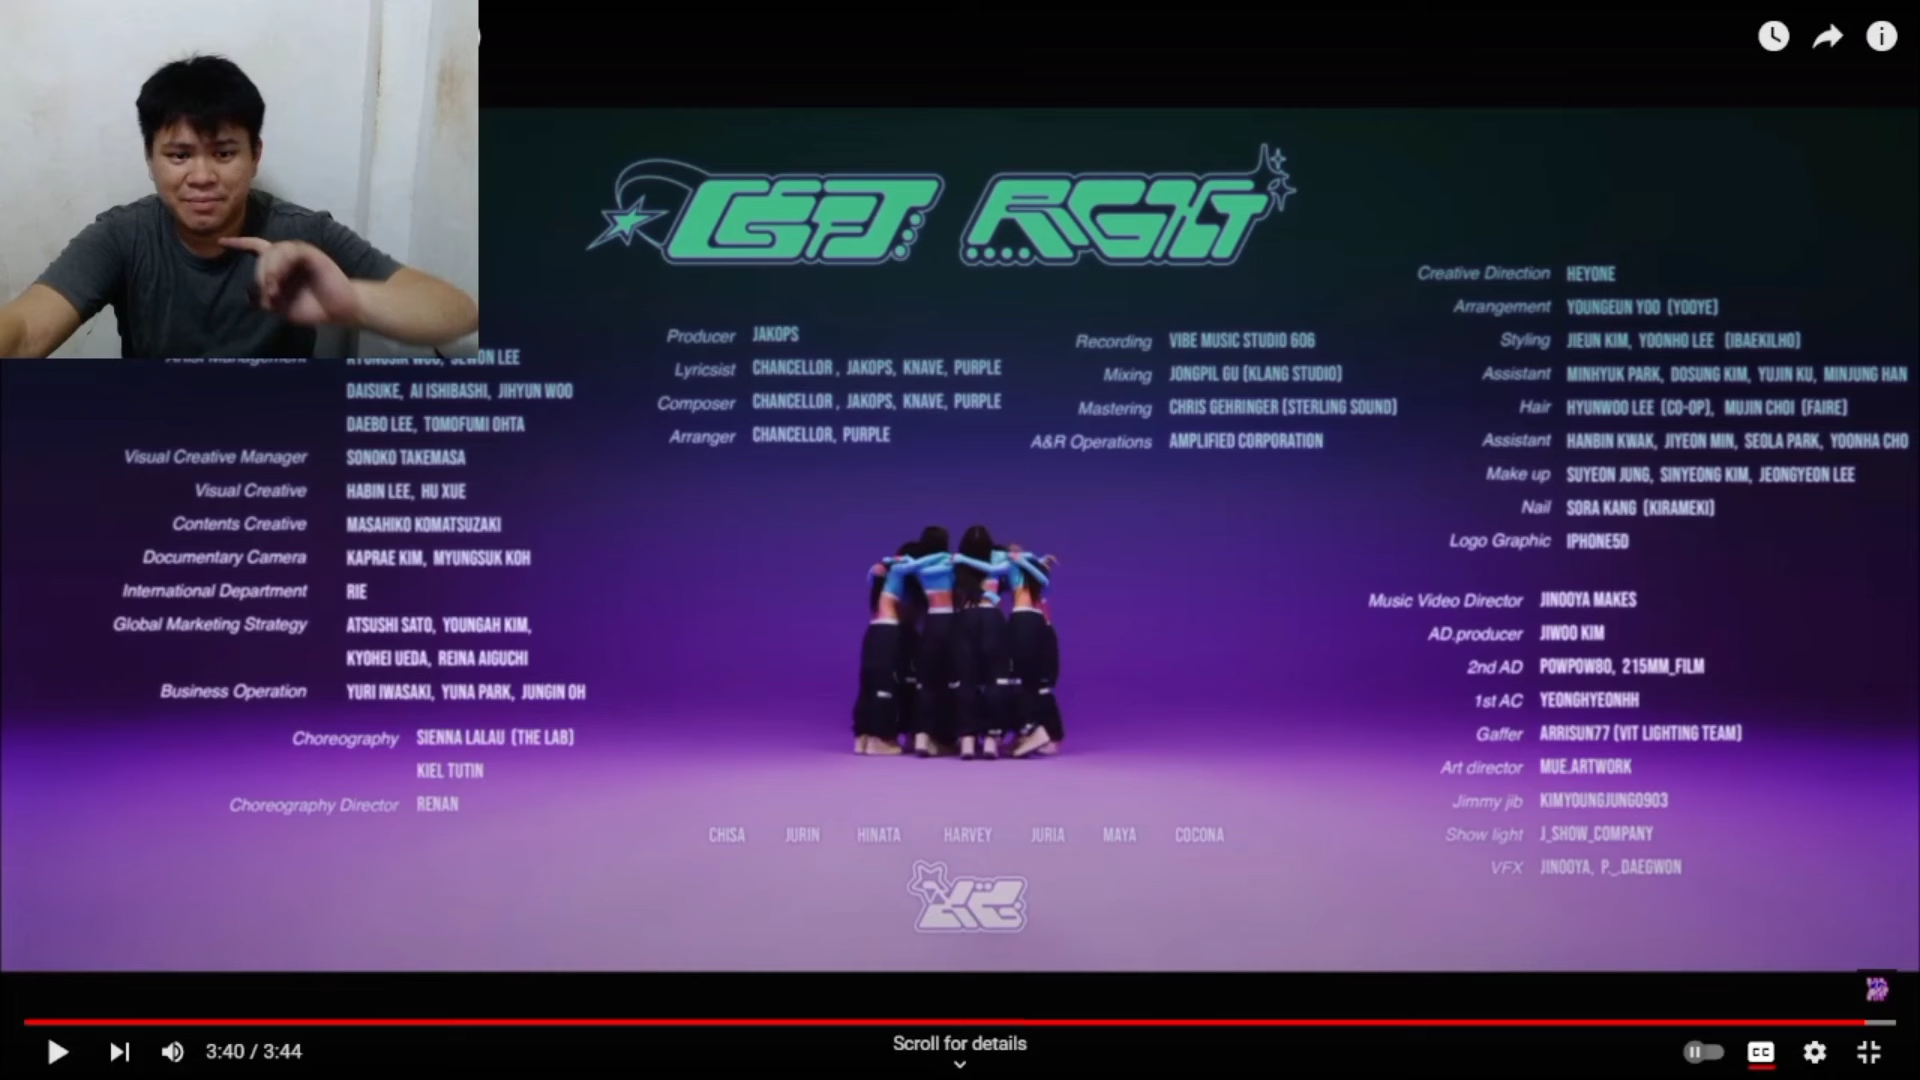 LEFT RIGHT
KYUNGSIK WOO, SEWON LEE
DAISUKE, AI ISHIBASHI, JIHYUN WOO
DAEBO LEE, TOMOFUMI OHTA
Visual Creative Manager SONOKO TAKEMASA
Visual Creative HABIN LEE, HU XUE
Contents Creative MASAHIKO KOMATSUZAKI
Documentary Camera KAPRAE KIM, MYUNGSUK KOH
International Department RIE
Global Marketing Strategy ATSUSHI SATO, YOUNGAH KIM,
KYOHEI UEDA, REINA AIGUCHI
Business Operation YURI IWASAKI, YUNA PARK, JUNGIN OH
Choreography SIENNA LALAU (THE LAB)
KIEL TUTIN
Choreography Director RENAN
Producer JAKOPS
Lyricsist CHANCELLOR , JAKOPS, KNAVE, PURPLE
Composer CHANCELLOR , JAKOPS, KNAVE, PURPLE
Arranger CHANCELLOR, PURPLE
Recording VIBE MUSIC STUDIO 606
Mixing JONGPIL GU (KLANG STUDIO)
Mastering CHRIS GEHRINGER (STERLING SOUND)
A&R Operations AMPLIFIED CORPORATION
Creative Direction HEYONE
Arrangement YOUNGEUN YOO (YOOYE)
Styling JIEUN KIM, YOONHO LEE (IBAEKILHO)
Assistant MINHYUK PARK, DOSUNG KIM, YUJIN KU, MINJUNG HAN
Hair HYUNWOO LEE (CO-OP), MUJIN CHOI (FAIRE)
Assistant HANBIN KWAK, JIYEON MIN, SEOLA PARK, YOONHA CHO
Make up SUYEON JUNG, SINYEONG KIM, JEONGYEON LEE
Nail SORA KANG (KIRAMEKI)
Logo Graphic IPHONE5D
Music Video Director JINOOYA MAKES
AD.producer JIWOO KIM
2nd AD POWPOW80, 215MM_FILM
1st AC YEONGHYEONHH
Gaffer ARRISUN77 (VIT LIGHTING TEAM)
Art director MUE.ARTWORK
Jimmy jib KIMYOUNGJUNG0903
Show light J_SHOW_COMPANY
VFX JINOOYA, P._.DAEGWON
CHISA JURIN HINATA HARVEY JURIA MAYA COCONA
XG
3:40 / 3:44
Scroll for details
CC